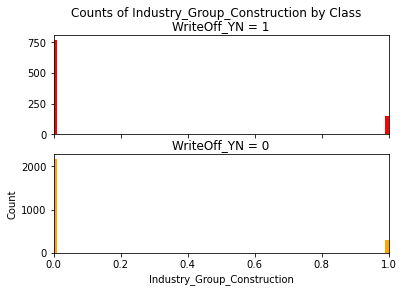 Counts of Industry_Group_Construction by Class
WriteOff_YN = 1
750
500
250
0
WriteOff_YN = 0
2000
1000
0
Count
0.0 0.2 0.4 0.6 0.8 1.0
Industry_Group_Construction